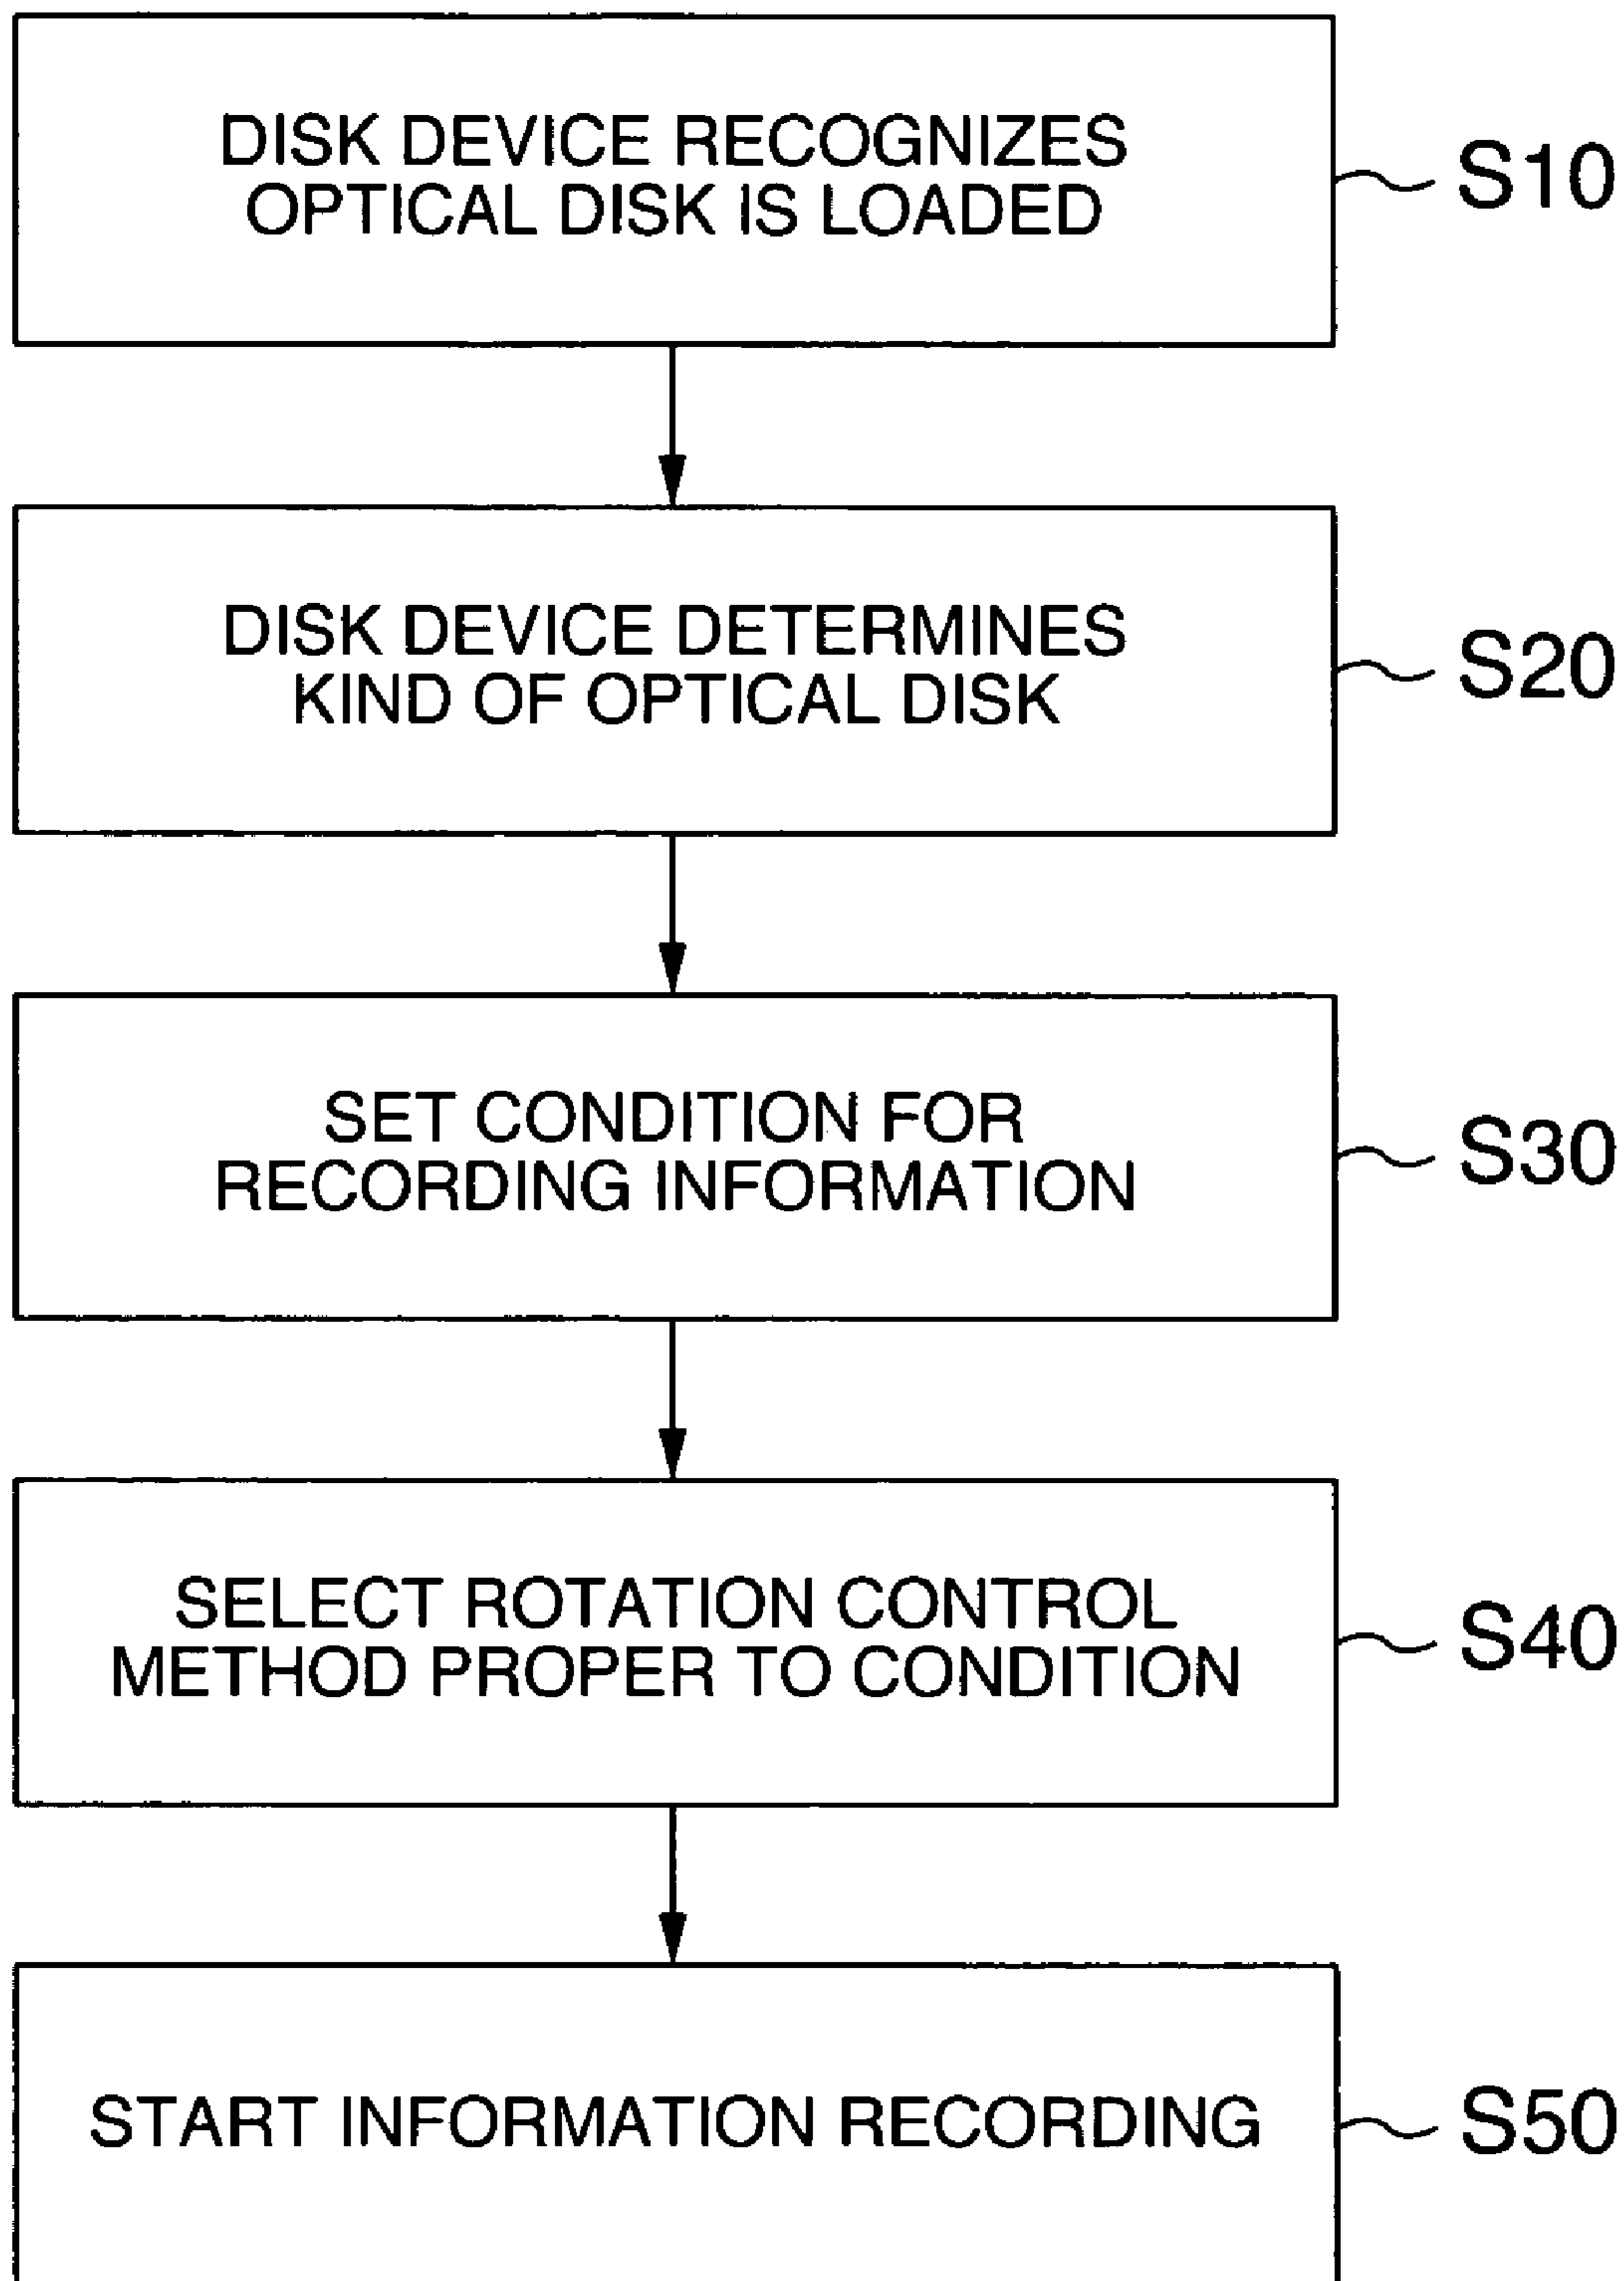 DISK DEVICE RECOGNIZES
OPTICAL DISK IS LOADED
S10
DISK DEVICE DETERMINES
KIND OF OPTICAL DISK
S20
SET CONDITION FOR
RECORDING INFORMATION
S30
SELECT ROTATION CONTROL
METHOD PROPER TO CONDITION
S40
START INFORMATION RECORDING
S50